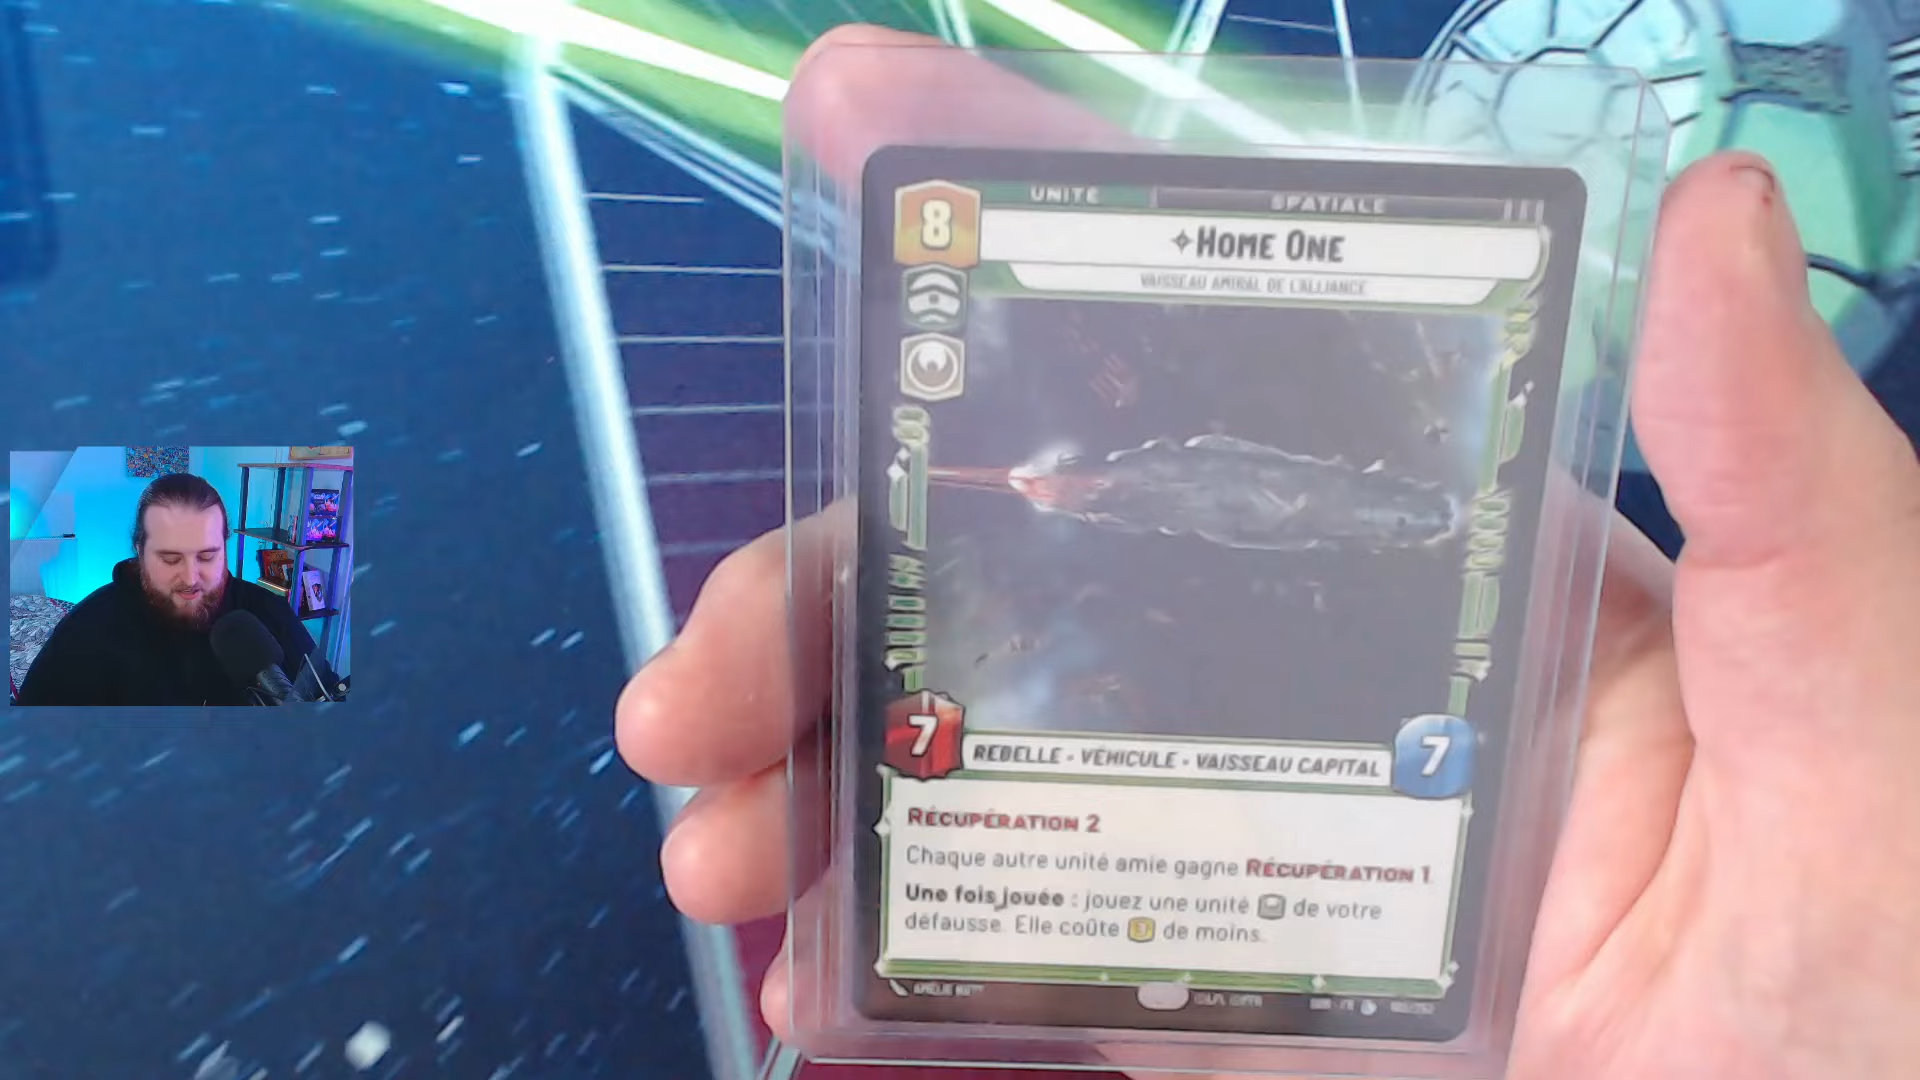 UNITÉ
SPATIALE
8
HOME ONE
VAISSEAU AMIRAL DE L'ALLIANCE
7
REBELLE - VÉHICULE - VAISSEAU CAPITAL
7
RÉCUPÉRATION 2
Chaque autre unité amie gagne RÉCUPÉRATION 1.
Une fois jouée : jouez une unité de votre
défausse. Elle coûte 3 de moins.